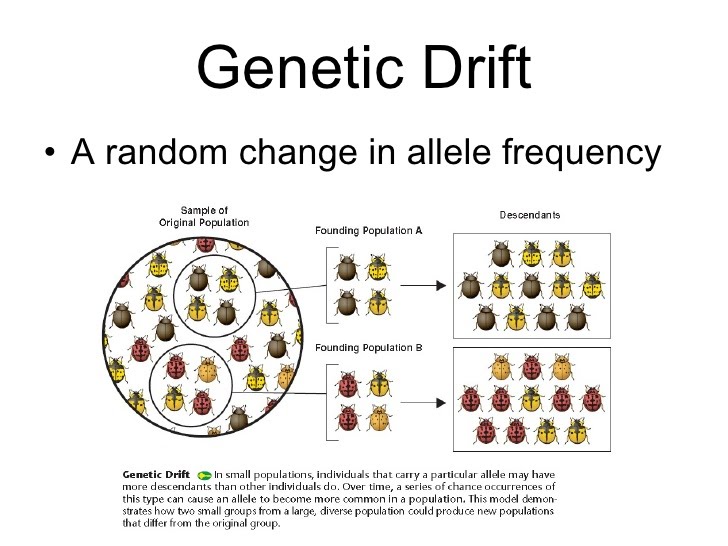 Genetic Drift
• A random change in allele frequency
Sample of
Original Population
Founding Population A
Descendants
Founding Population B
Genetic Drift In small populations, individuals that carry a particular allele may have
more descendants than other individuals do. Over time, a series of chance occurrences of
this type can cause an allele to become more common in a population. This model demon-
strates how two small groups from a large, diverse population could produce new populations
that differ from the original group.